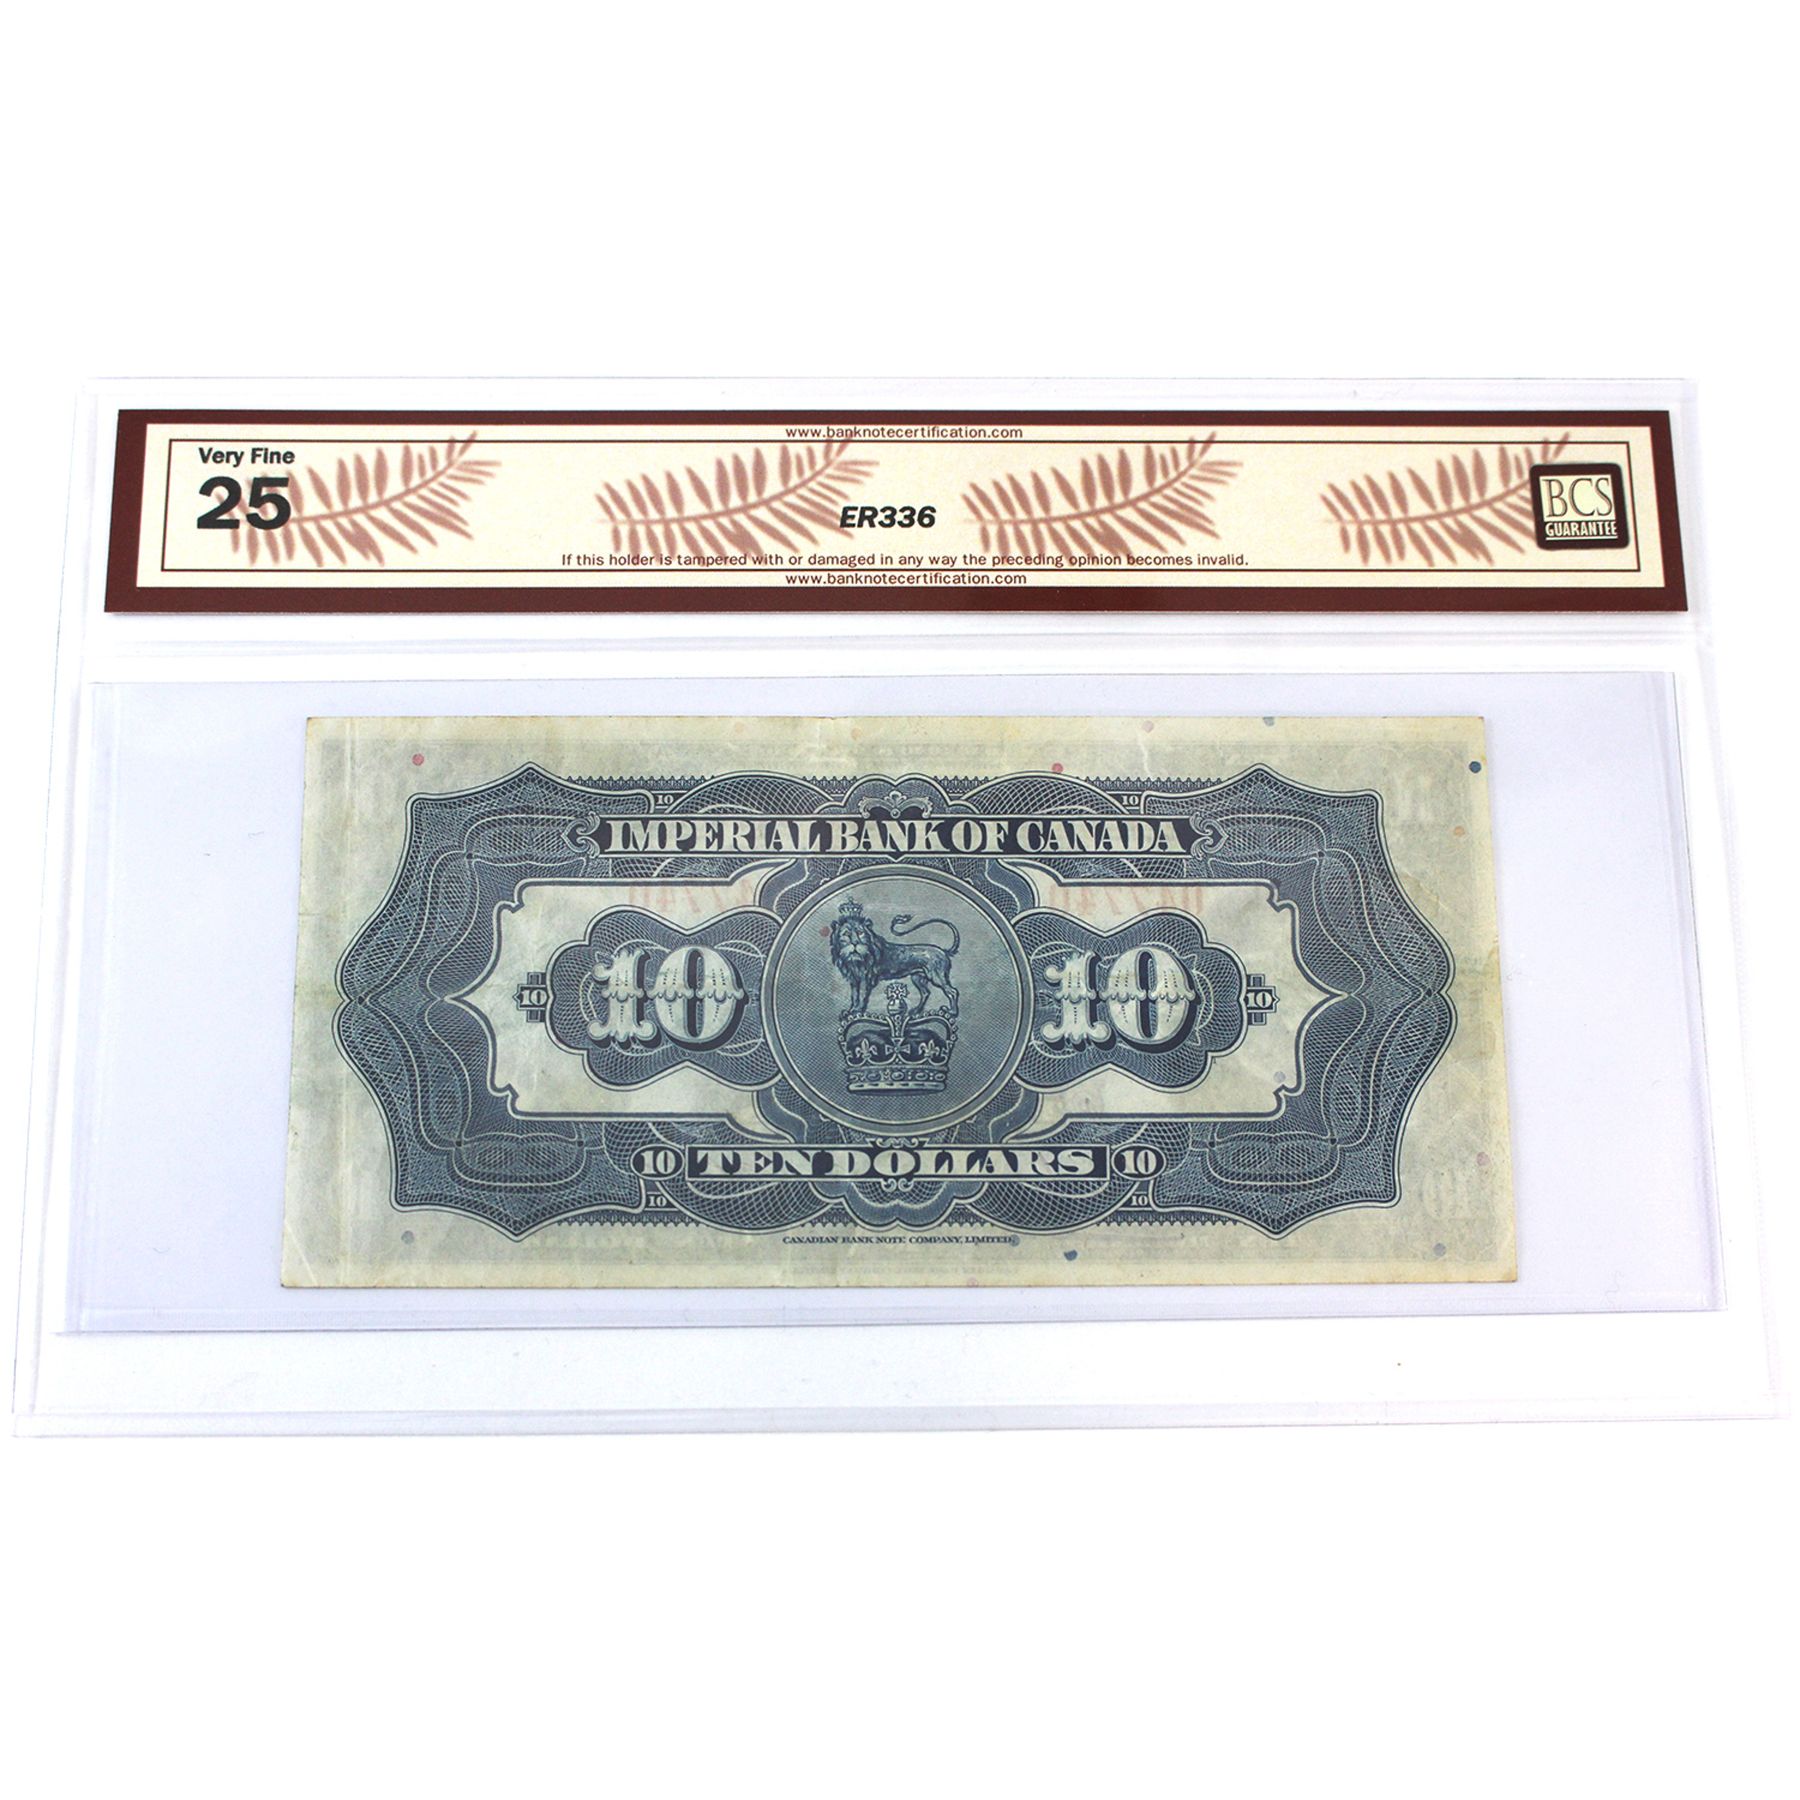 www.banknotecertification.com
Very Fine
25
ER336
BCS
GUARANTEE
If this holder is tampered with or damaged in any way the preceding opinion becomes invalid.
www.banknotecertification.com
10 10
IMPERIAL BANK OF CANADA
10 10 10 10
10 TEN DOLLARS 10
10 10
CANADIAN BANK NOTE COMPANY, LIMITED.